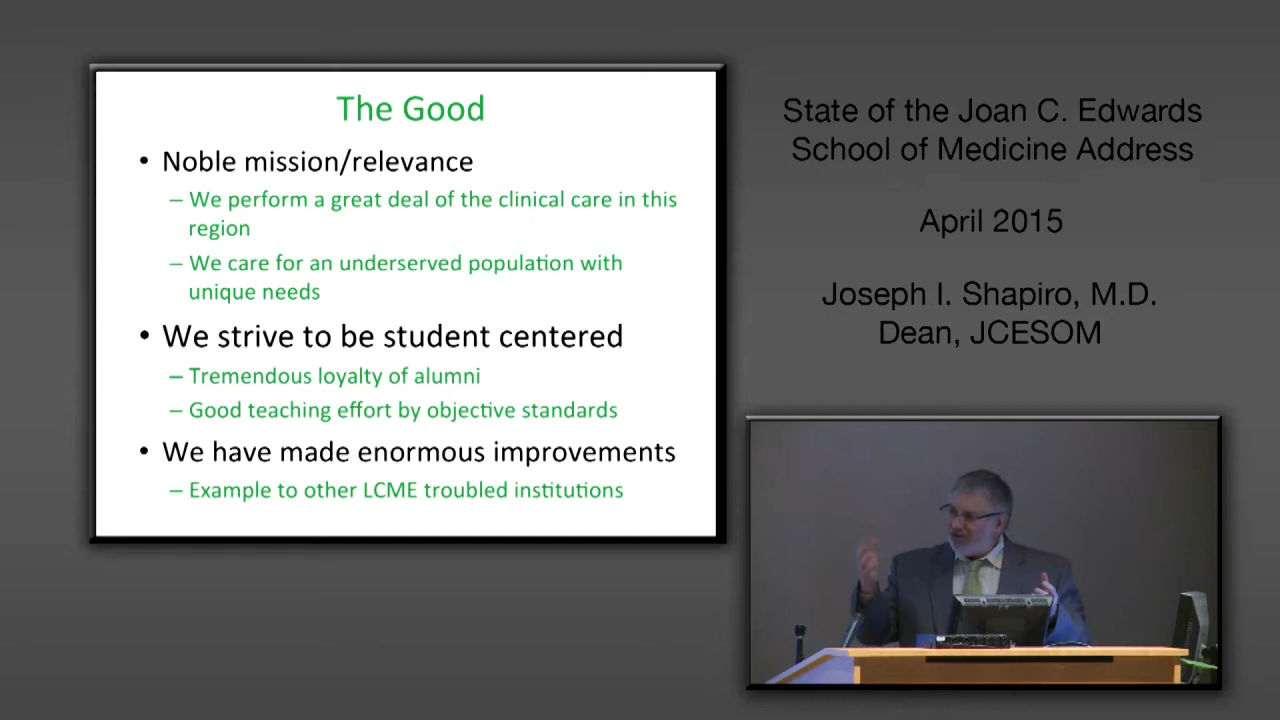 The Good
• Noble mission/relevance
– We perform a great deal of the clinical care in this
region
– We care for an underserved population with
unique needs
• We strive to be student centered
– Tremendous loyalty of alumni
– Good teaching effort by objective standards
• We have made enormous improvements
– Example to other LCME troubled institutions
State of the Joan C. Edwards
School of Medicine Address
April 2015
Joseph I. Shapiro, M.D.
Dean, JCESOM